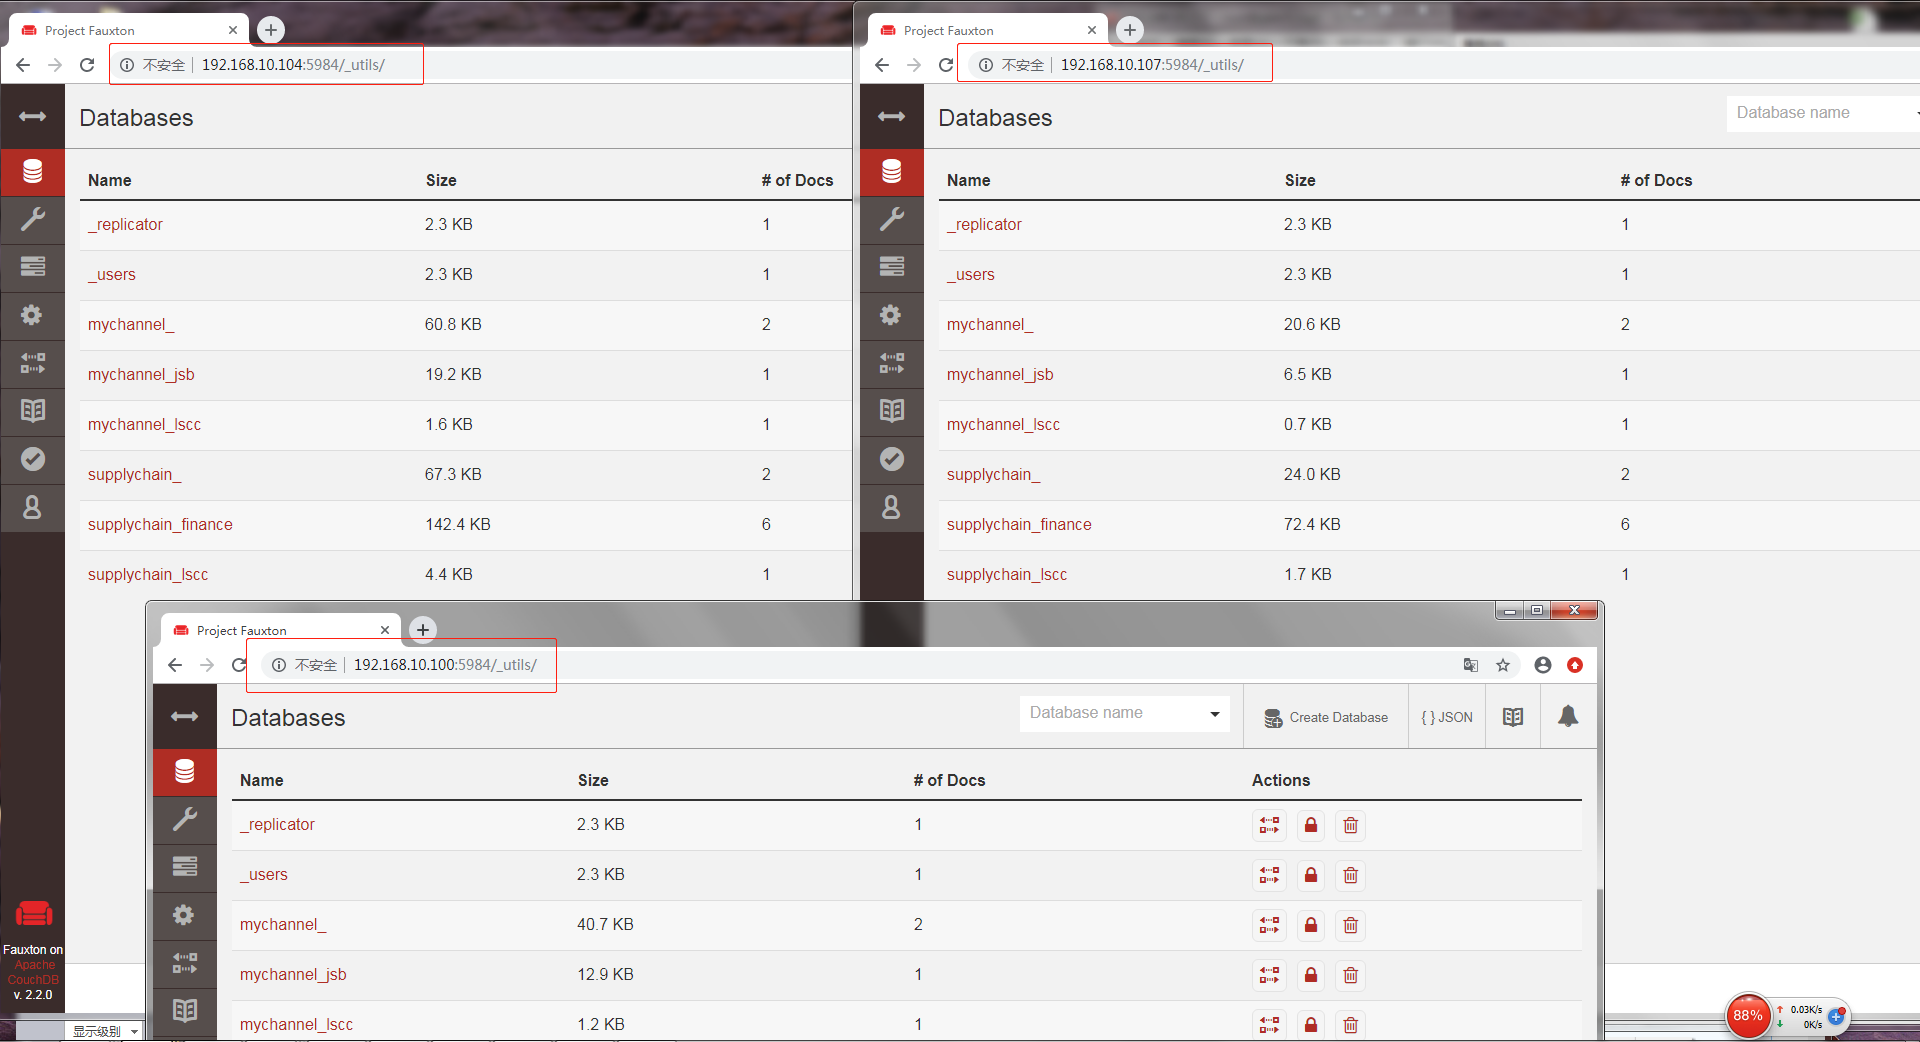 Project Fauxton
不安全 192.168.10.104:5984/_utils/
Databases
Name Size # of Docs
_replicator 2.3 KB 1
_users 2.3 KB 1
mychannel_ 60.8 KB 2
mychannel_jsb 19.2 KB 1
mychannel_lscc 1.6 KB 1
supplychain_ 67.3 KB 2
supplychain_finance 142.4 KB 6
supplychain_lscc 4.4 KB 1
Fauxton on
Apache
CouchDB
v. 2.2.0
显示级别
Project Fauxton
不安全 192.168.10.107:5984/_utils/
Databases
Database name
Name Size # of Docs
_replicator 2.3 KB 1
_users 2.3 KB 1
mychannel_ 20.6 KB 2
mychannel_jsb 6.5 KB 1
mychannel_lscc 0.7 KB 1
supplychain_ 24.0 KB 2
supplychain_finance 72.4 KB 6
supplychain_lscc 1.7 KB 1
Project Fauxton
不安全 192.168.10.100:5984/_utils/
Databases
Database name
Create Database
{ } JSON
Name Size # of Docs Actions
_replicator 2.3 KB 1
_users 2.3 KB 1
mychannel_ 40.7 KB 2
mychannel_jsb 12.9 KB 1
mychannel_lscc 1.2 KB 1
88%
0.03K/s
0K/s